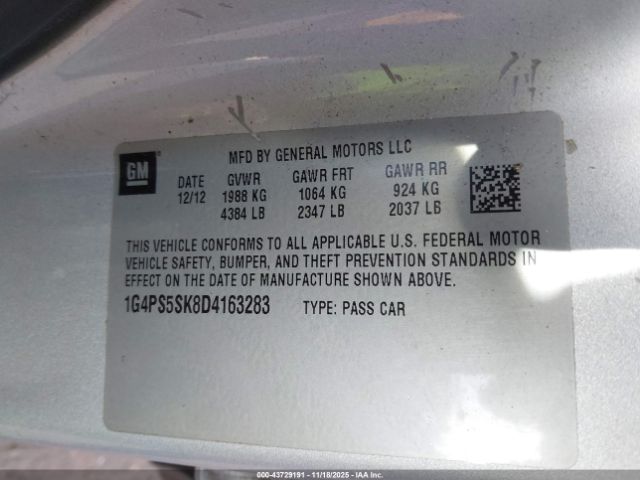 GM ®
MFD BY GENERAL MOTORS LLC
DATE GVWR GAWR FRT GAWR RR
12/12 1988 KG 1064 KG 924 KG
4384 LB 2347 LB 2037 LB
THIS VEHICLE CONFORMS TO ALL APPLICABLE U.S. FEDERAL MOTOR
VEHICLE SAFETY, BUMPER, AND THEFT PREVENTION STANDARDS IN
EFFECT ON THE DATE OF MANUFACTURE SHOWN ABOVE.
1G4PS5SK8D4163283 TYPE: PASS CAR
000-43729191 - 11/18/2025 - IAAI.COM